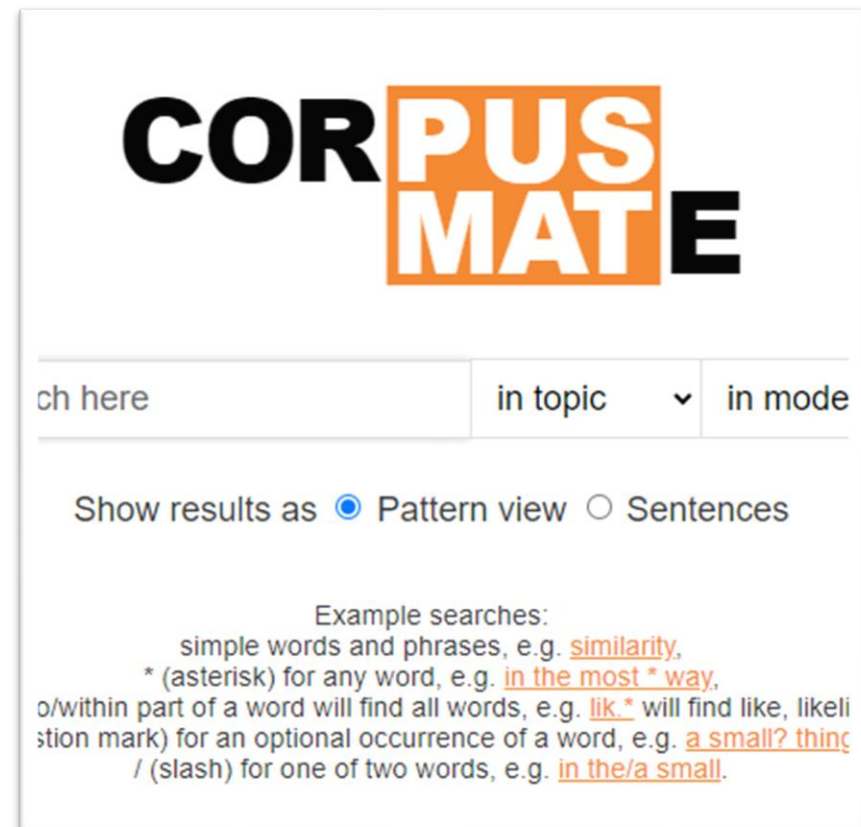 CORPUS
MATE
ch here in topic in mode
Show results as Pattern view Sentences
Example searches:
simple words and phrases, e.g. similarity,
* (asterisk) for any word, e.g. in the most * way,
o/within part of a word will find all words, e.g. lik.* will find like, likeli
stion mark) for an optional occurrence of a word, e.g. a small? thing
/ (slash) for one of two words, e.g. in the/a small.